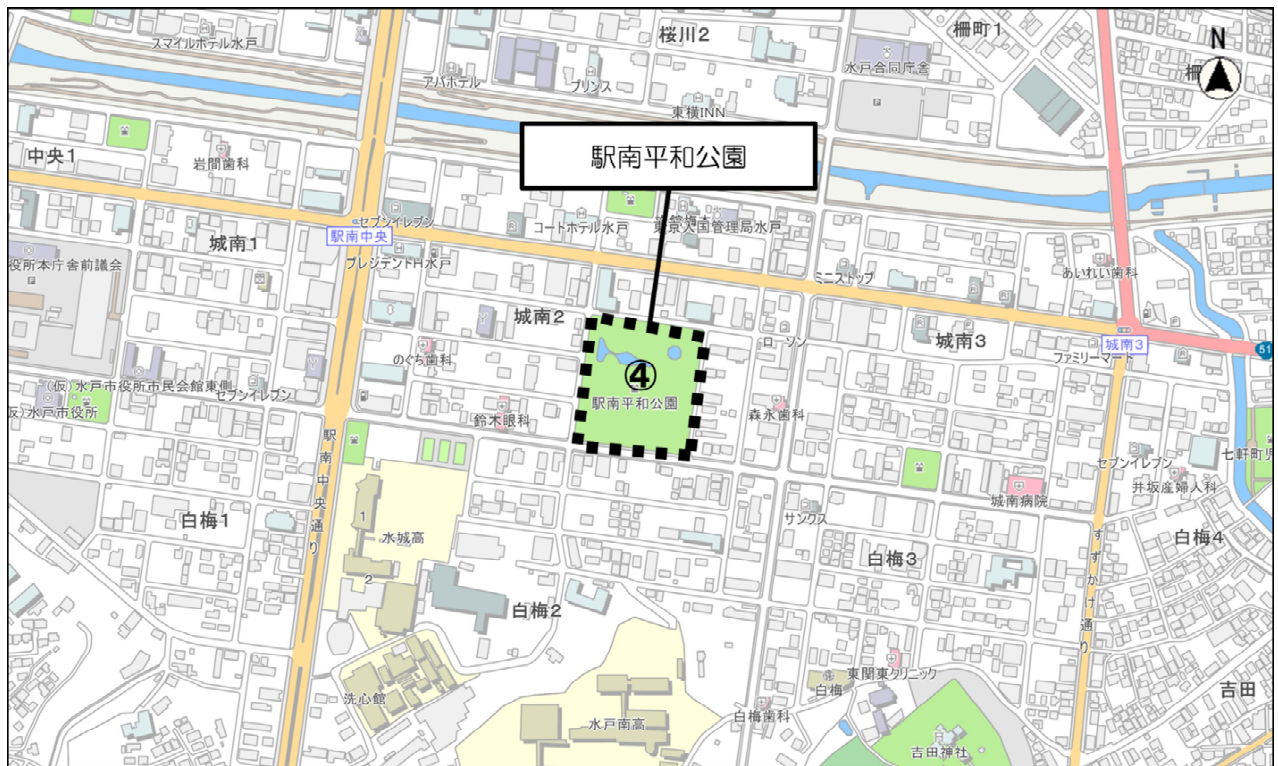 スマイルホテル水戸
桜川2
柵町1
N
アパホテル
プリンス
水戸合同庁舎
東横INN
駅南平和公園
中央1
岩間歯科
セブンイレブン
駅南中央
コートホテル水戸
東京入国管理局水戸
城南1
プレジデントH水戸
ミニストップ
あいれい歯科
市役所本庁舎前議会
城南2
ローソン
城南3
城南3
ファミリーマート
51
のぐち歯科
④
駅南平和公園
(仮)水戸市役所市民会館東側
セブンイレブン
(仮)水戸市役所
鈴木眼科
森永歯科
駅南中央通り
セブンイレブン
七軒町児
井坂産婦人科
城南病院
白梅1
1
水城高
サンクス
すずかけ通り
白梅4
白梅3
2
白梅2
東関東クリニック
白梅
吉田
洗心館
水戸南高
白梅歯科
吉田神社